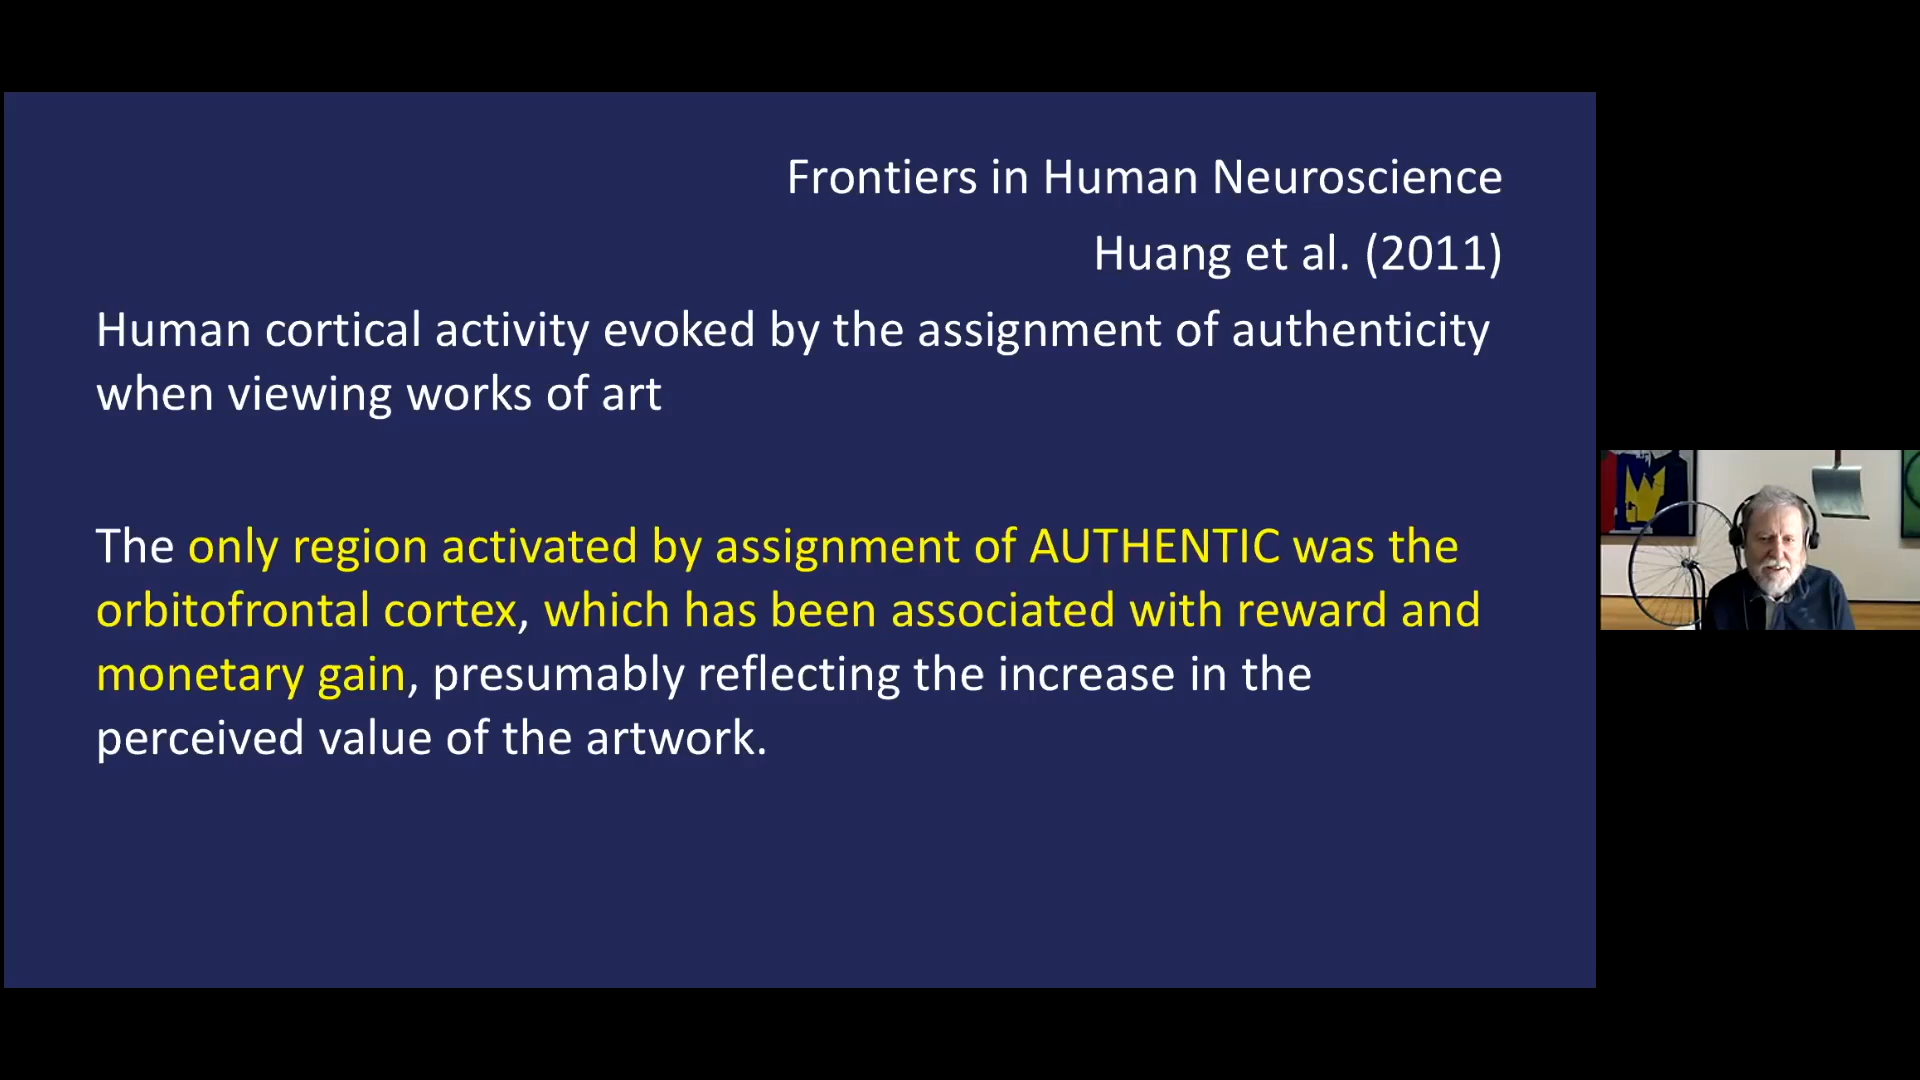 Frontiers in Human Neuroscience
Huang et al. (2011)
Human cortical activity evoked by the assignment of authenticity
when viewing works of art
The only region activated by assignment of AUTHENTIC was the
orbitofrontal cortex, which has been associated with reward and
monetary gain, presumably reflecting the increase in the
perceived value of the artwork.